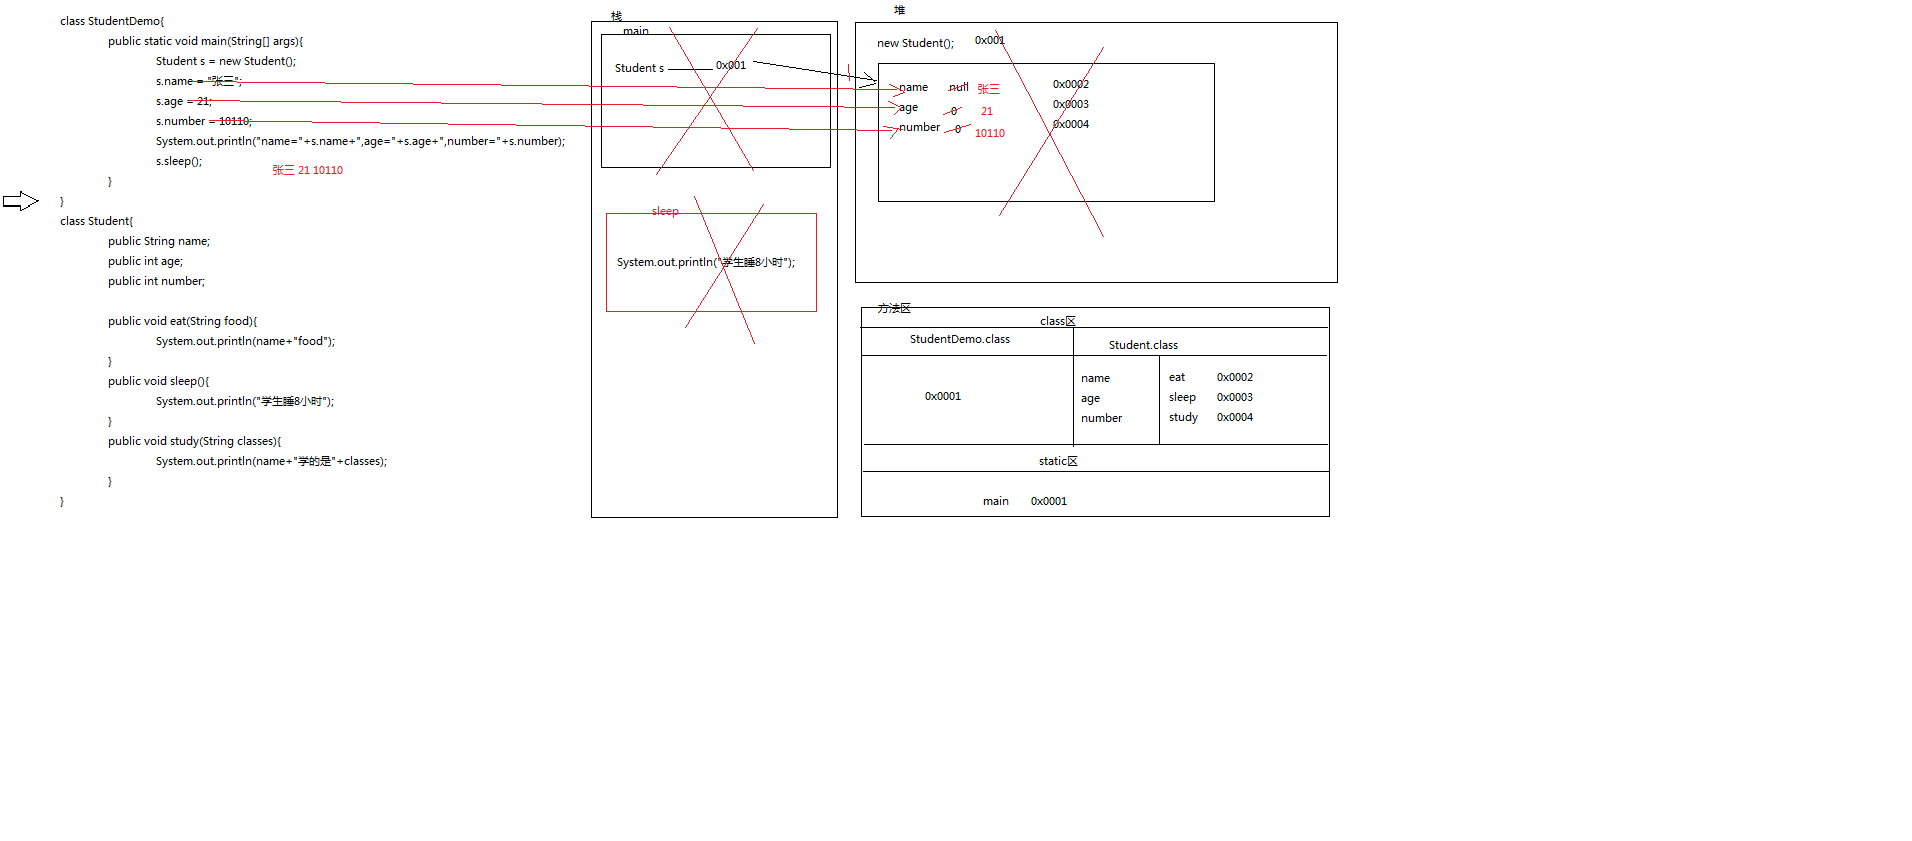 class StudentDemo{
public static void main(String[] args){
Student s = new Student();
s.name = "张三";
s.age = 21;
s.number = 10110;
System.out.println("name="+s.name+",age="+s.age+",number="+s.number);
s.sleep();
张三 21 10110
}
}
class Student{
public String name;
public int age;
public int number;
public void eat(String food){
System.out.println(name+"food");
}
public void sleep(){
System.out.println("学生睡8小时");
}
public void study(String classes){
System.out.println(name+"学的是"+classes);
}
}
栈
main
Student s 0x001
sleep
System.out.println("学生睡8小时");
堆
new Student(); 0x001
name null 张三 0x0002
age 0 21 0x0003
number 0 10110 0x0004
方法区
class区
StudentDemo.class
Student.class
0x0001
name
age
number
eat 0x0002
sleep 0x0003
study 0x0004
static区
main 0x0001